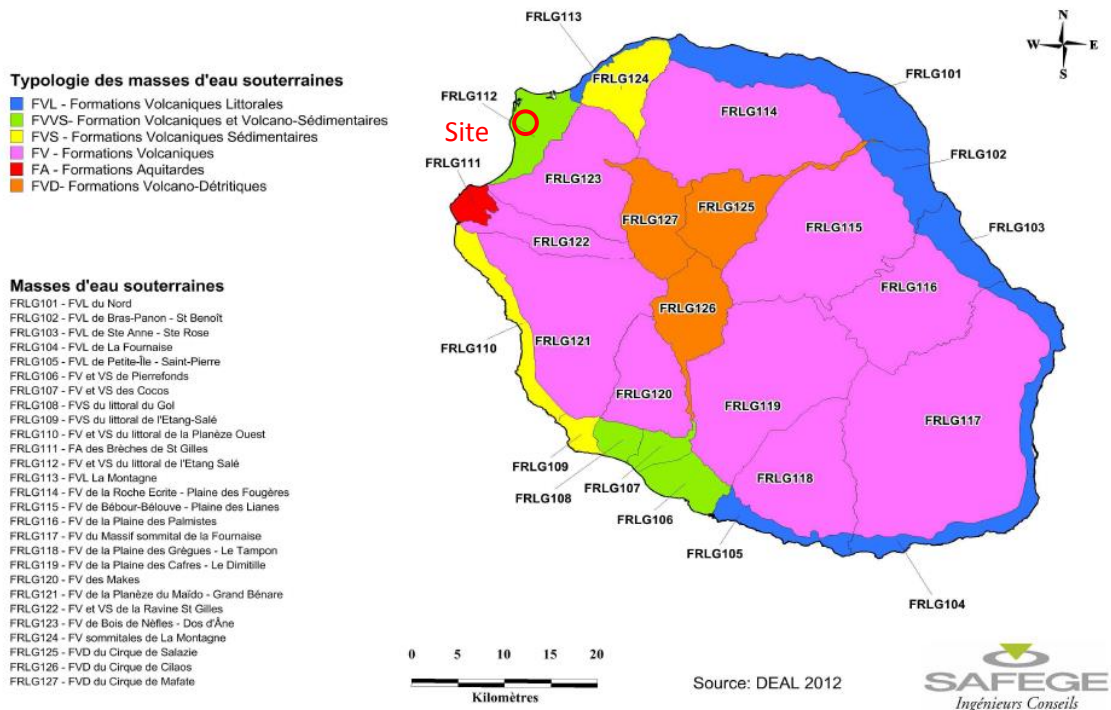 Typologie des masses d'eau souterraines
FVL - Formations Volcaniques Littorales
FVVS- Formation Volcaniques et Volcano-Sédimentaires
FVS - Formations Volcaniques Sédimentaires
FV - Formations Volcaniques
FA - Formations Aquitardes
FVD- Formations Volcano-Détritiques
Masses d'eau souterraines
FRLG101 - FVL du Nord
FRLG102 - FVL de Bras-Panon - St Benoît
FRLG103 - FVL de Ste Anne - Ste Rose
FRLG104 - FVL de La Fournaise
FRLG105 - FVL de Petite-Île - Saint-Pierre
FRLG106 - FV et VS de Pierrefonds
FRLG107 - FV et VS des Cocos
FRLG108 - FVS du littoral du Gol
FRLG109 - FVS du littoral de l'Etang-Salé
FRLG110 - FV et VS du littoral de la Planèze Ouest
FRLG111 - FA des Brèches de St Gilles
FRLG112 - FV et VS du littoral de l'Etang Salé
FRLG113 - FVL La Montagne
FRLG114 - FV de la Roche Ecrite - Plaine des Fougères
FRLG115 - FV de Bébour-Bélouve - Plaine des Lianes
FRLG116 - FV de la Plaine des Palmistes
FRLG117 - FV du Massif sommital de la Fournaise
FRLG118 - FV de la Plaine des Grègues - Le Tampon
FRLG119 - FV de la Plaine des Cafres - Le Dimitille
FRLG120 - FV des Makes
FRLG121 - FV de la Planèze du Maïdo - Grand Bénare
FRLG122 - FV et VS de la Ravine St Gilles
FRLG123 - FV de Bois de Nèfles - Dos d'Âne
FRLG124 - FV sommitales de La Montagne
FRLG125 - FVD du Cirque de Salazie
FRLG126 - FVD du Cirque de Cilaos
FRLG127 - FVD du Cirque de Mafate
FRLG113
N
W
E
S
FRLG124
FRLG101
FRLG112
FRLG114
Site
FRLG102
FRLG111
FRLG123
FRLG125
FRLG127
FRLG103
FRLG115
FRLG122
FRLG116
FRLG126
FRLG110
FRLG121
FRLG120
FRLG119
FRLG117
FRLG109
FRLG118
FRLG107
FRLG108
FRLG106
FRLG105
FRLG104
0 5 10 20
Kilomètres
Source: DEAL 2012
SAFEGE
Ingénieurs Conseils